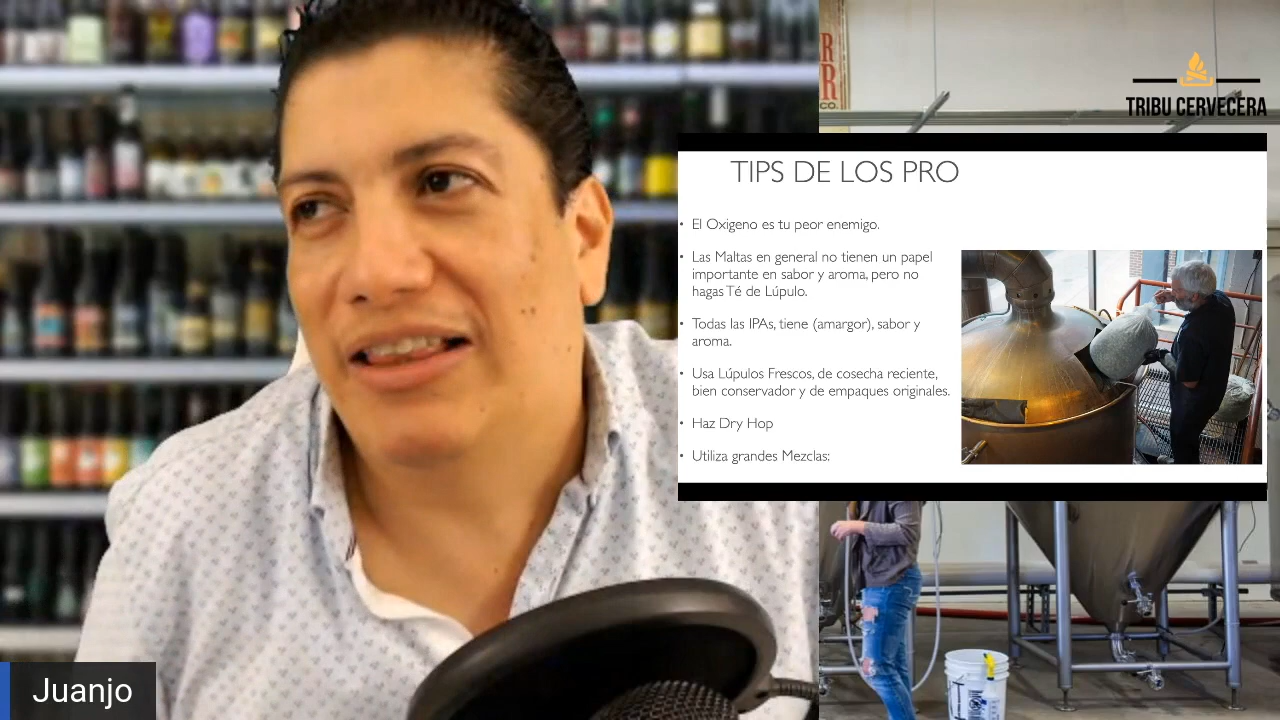 R
R
CO.
TRIBU CERVECERA
TIPS DE LOS PRO
• El Oxigeno es tu peor enemigo.
• Las Maltas en general no tienen un papel
importante en sabor y aroma, pero no
hagas Té de Lúpulo.
• Todas las IPAs, tiene (amargor), sabor y
aroma.
• Usa Lúpulos Frescos, de cosecha reciente,
bien conservador y de empaques originales.
• Haz Dry Hop
• Utiliza grandes Mezclas:
Juanjo